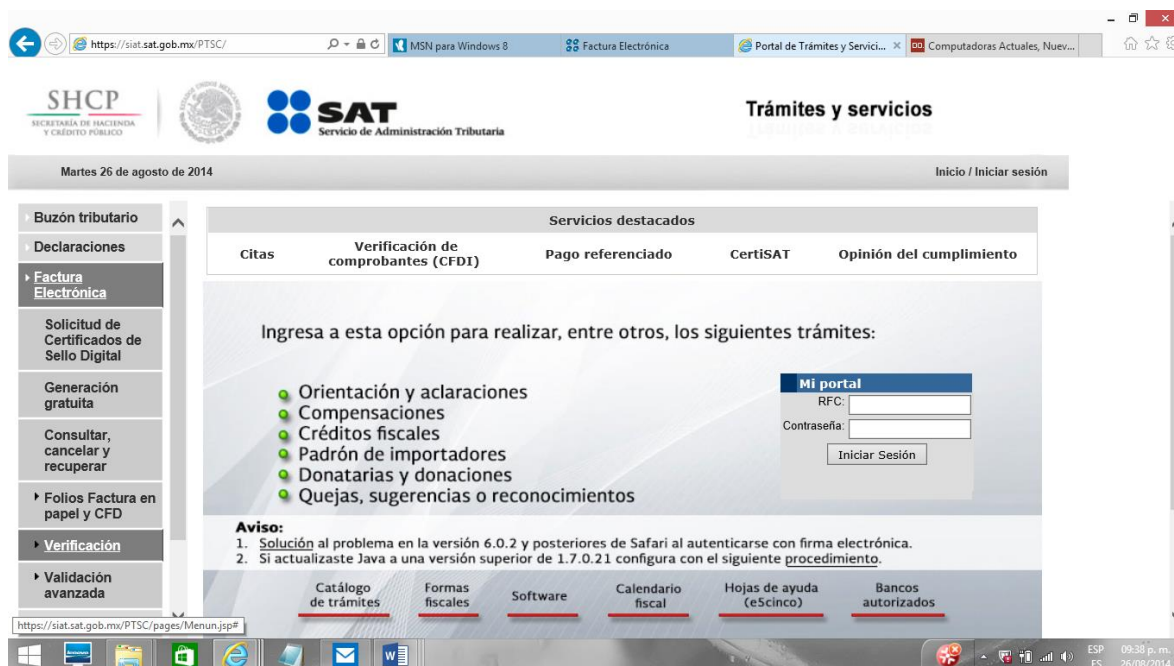 https://siat.sat.gob.mx/PTSC/
MSN para Windows 8
Factura Electrónica
Portal de Trámites y Servici...
Computadoras Actuales, Nuev...
SHCP
SECRETARÍA DE HACIENDA
Y CRÉDITO PÚBLICO
SAT
Servicio de Administración Tributaria
Trámites y servicios
Martes 26 de agosto de 2014
Inicio / Iniciar sesión
Buzón tributario
Declaraciones
Factura
Electrónica
Solicitud de
Certificados de
Sello Digital
Generación
gratuita
Consultar,
cancelar y
recuperar
Folios Factura en
papel y CFD
Verificación
Validación
avanzada
Servicios destacados
Citas
Verificación de
comprobantes (CFDI)
Pago referenciado
CertiSAT
Opinión del cumplimiento
Ingresa a esta opción para realizar, entre otros, los siguientes trámites:
Orientación y aclaraciones
Compensaciones
Créditos fiscales
Padrón de importadores
Donatarias y donaciones
Quejas, sugerencias o reconocimientos
Mi portal
RFC:
Contraseña:
Iniciar Sesión
Aviso:
1. Solución al problema en la versión 6.0.2 y posteriores de Safari al autenticarse con firma electrónica.
2. Si actualizaste Java a una versión superior de 1.7.0.21 configura con el siguiente procedimiento.
Catálogo
de trámites
Formas
fiscales
Software
Calendario
fiscal
Hojas de ayuda
(e5cinco)
Bancos
autorizados
https://siat.sat.gob.mx/PTSC/pages/Menun.jsp#
ESP
ES
09:38 p. m.
26/08/2014